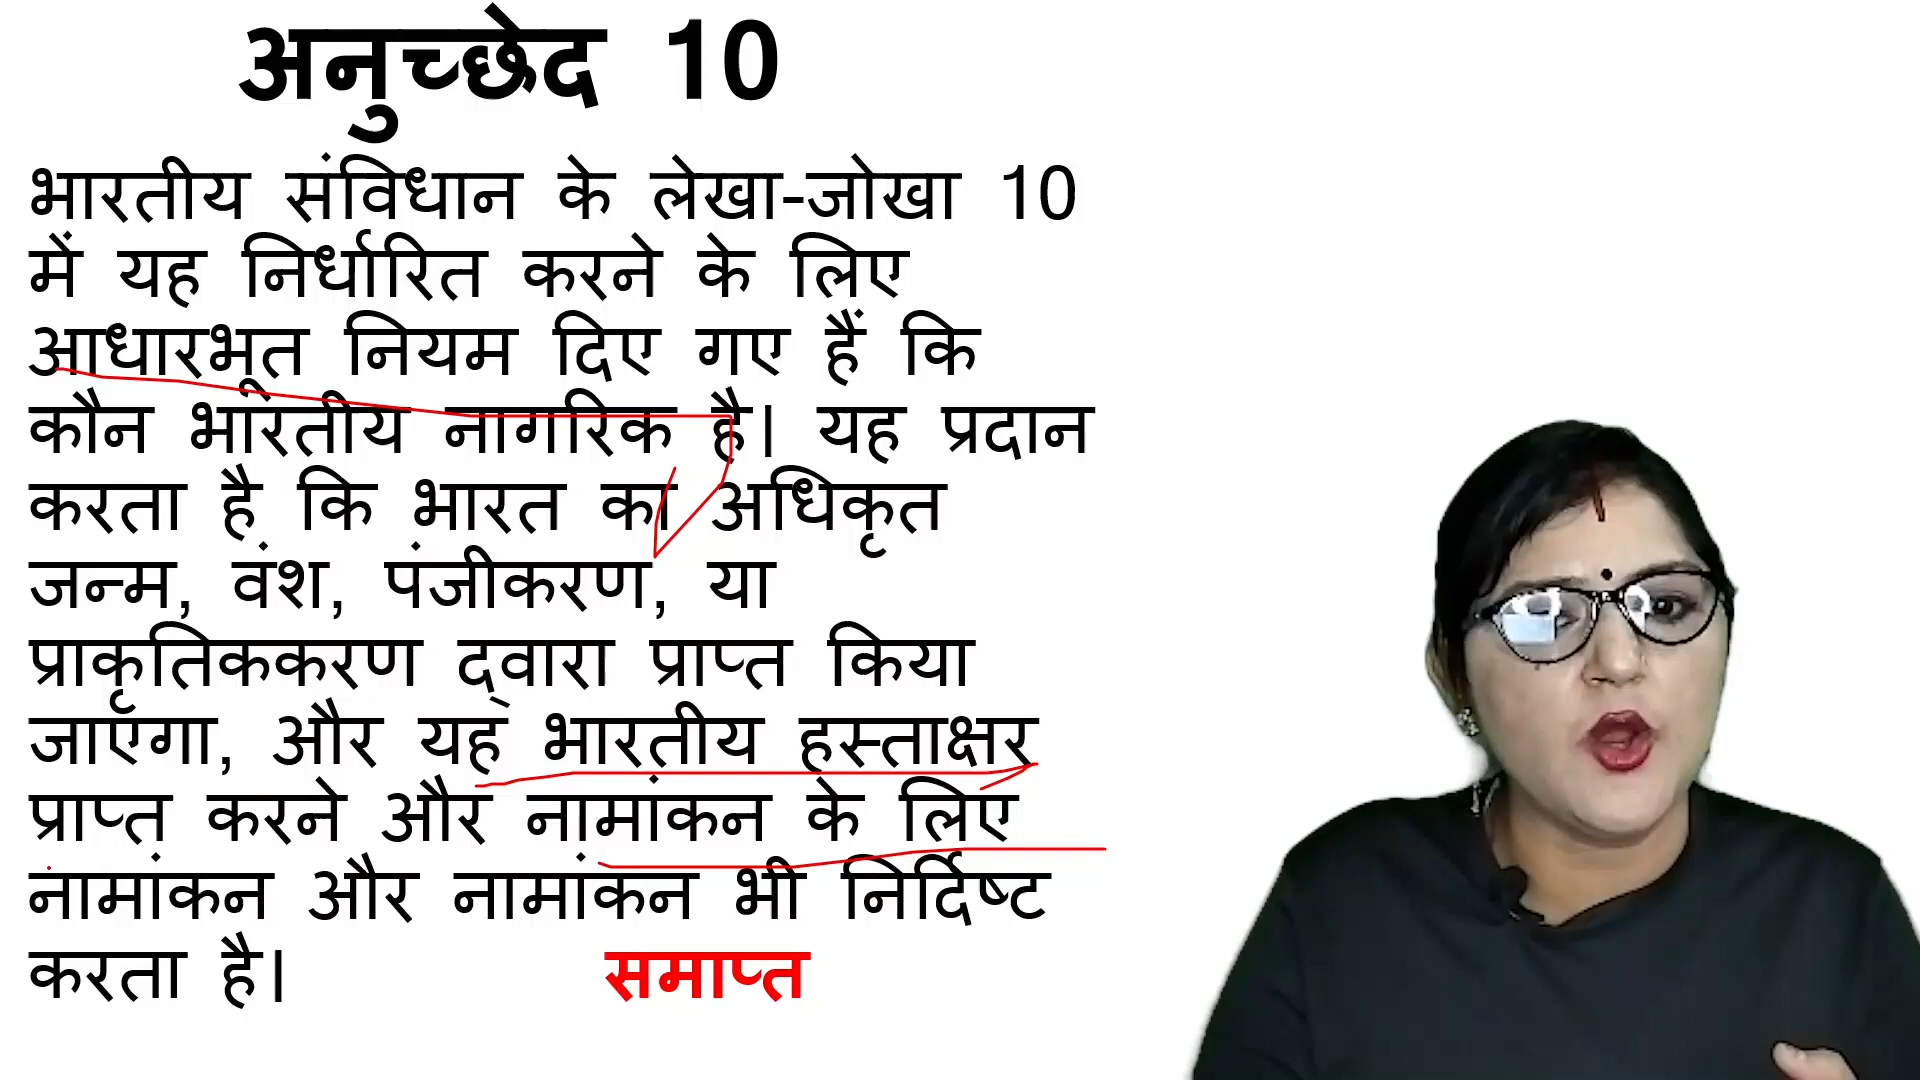 अनुच्छेद 10
भारतीय संविधान के लेखा-जोखा 10
में यह निर्धारित करने के लिए
आधारभूत नियम दिए गए हैं कि
कौन भारतीय नागरिक है। यह प्रदान
करता है कि भारत का अधिकृत
जन्म, वंश, पंजीकरण, या
प्राकृतिककरण द्वारा प्राप्त किया
जाएगा, और यह भारतीय हस्ताक्षर
प्राप्त करने और नामांकन के लिए
नामांकन और नामांकन भी निर्दिष्ट
करता है। समाप्त